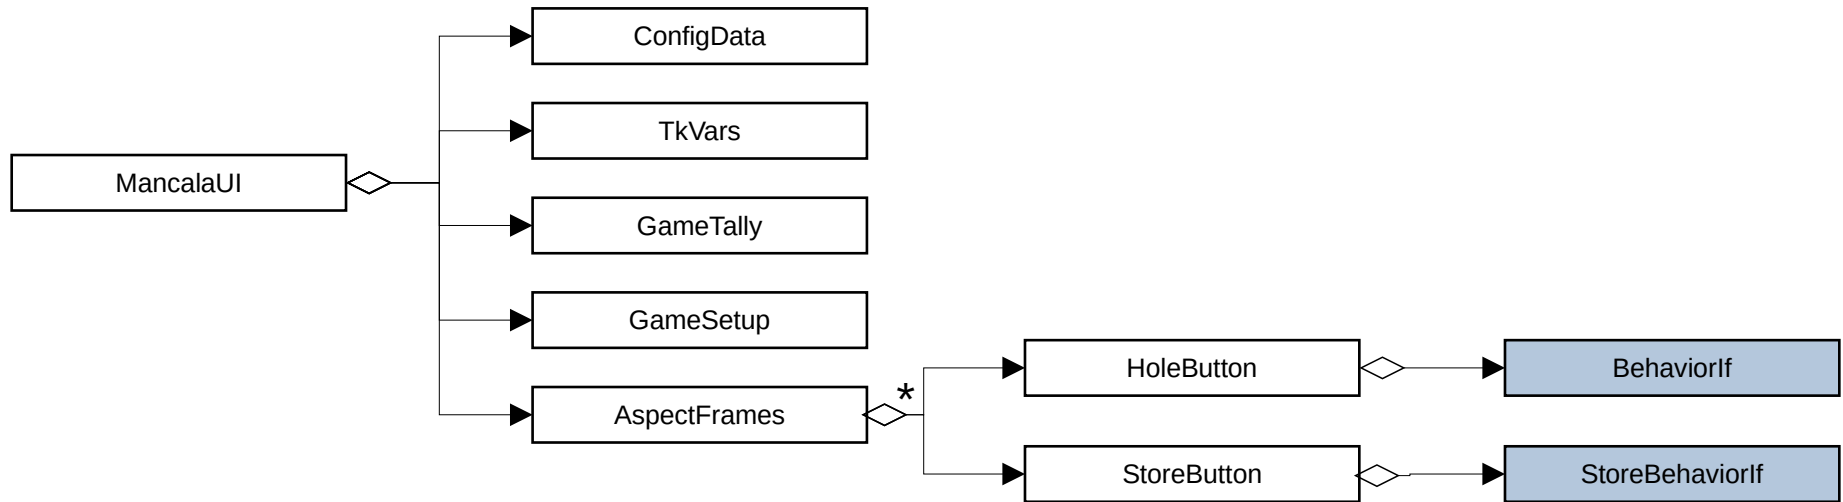 ConfigData
TkVars
MancalaUI
GameTally
GameSetup
AspectFrames
*
HoleButton
BehaviorIf
StoreButton
StoreBehaviorIf